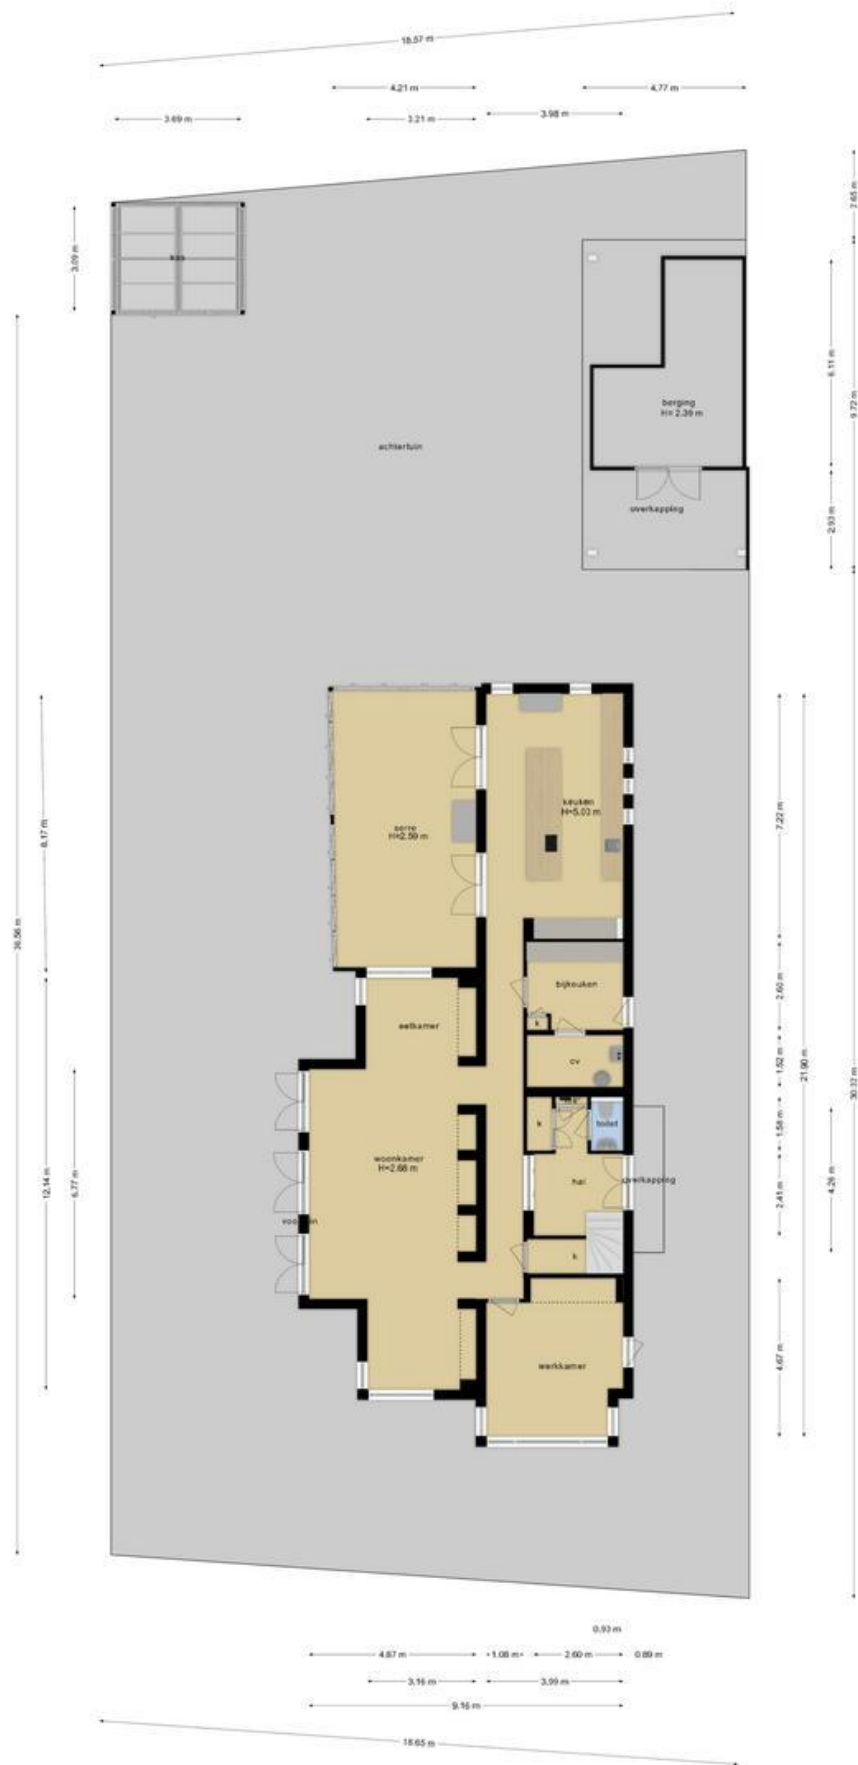 18.57 m
4.21 m
4.77 m
3.69 m
3.21 m
3.98 m
2.65 m
3.09 m
kas
berging
H= 2.39 m
5.11 m
9.72 m
achtertuin
overkapping
2.93 m
keuken
H=5.03 m
serre
H=2.59 m
8.17 m
7.22 m
36.56 m
bijkeuken
k
2.60 m
eetkamer
cv
1.52 m
21.90 m
30.32 m
k
toilet
1.58 m
woonkamer
H=2.68 m
hal
overkapping
12.14 m
6.77 m
2.41 m
4.26 m
k
werkkamer
4.67 m
0.93 m
4.87 m
1.08 m
2.60 m
0.89 m
3.16 m
3.99 m
9.16 m
18.65 m